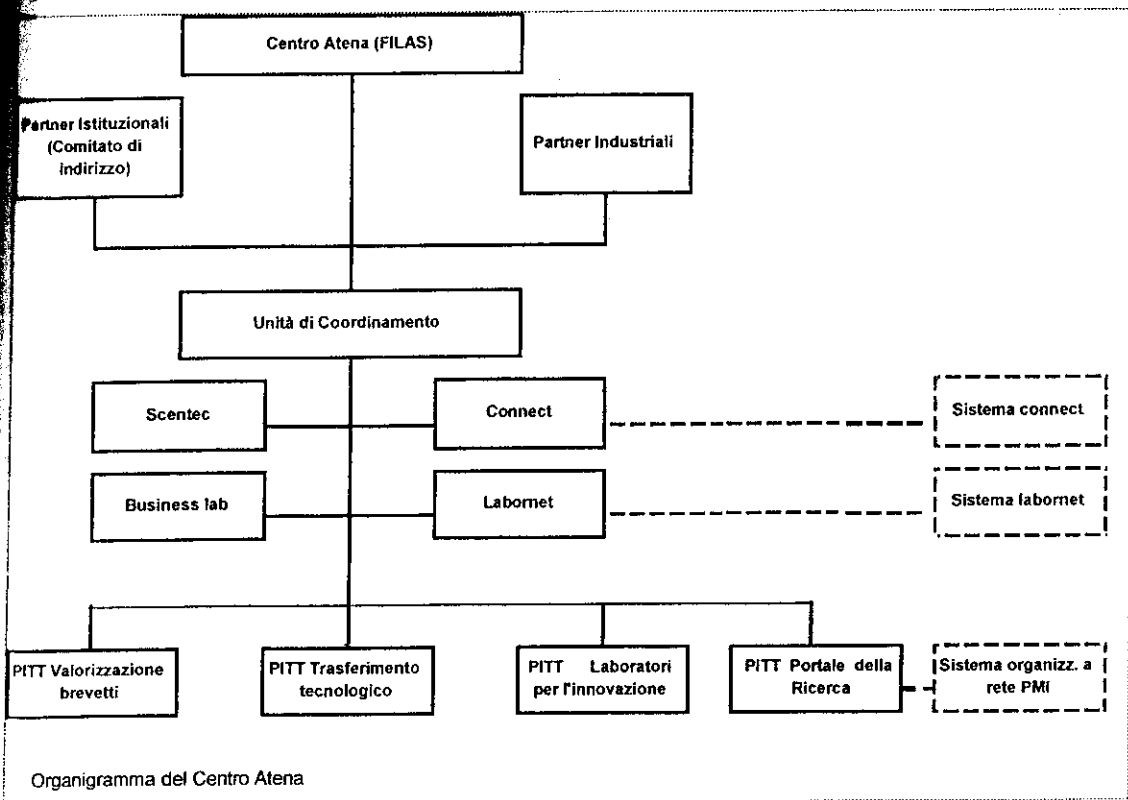 Centro Atena (FILAS)
Partner Istituzionali
(Comitato di
indirizzo)
Partner Industriali
Unità di Coordinamento
Scentec
Connect
Sistema connect
Business lab
Labornet
Sistema labornet
PITT Valorizzazione
brevetti
PITT Trasferimento
tecnologico
PITT Laboratori
per l'innovazione
PITT Portale della
Ricerca
Sistema organizz. a
rete PMI
Organigramma del Centro Atena